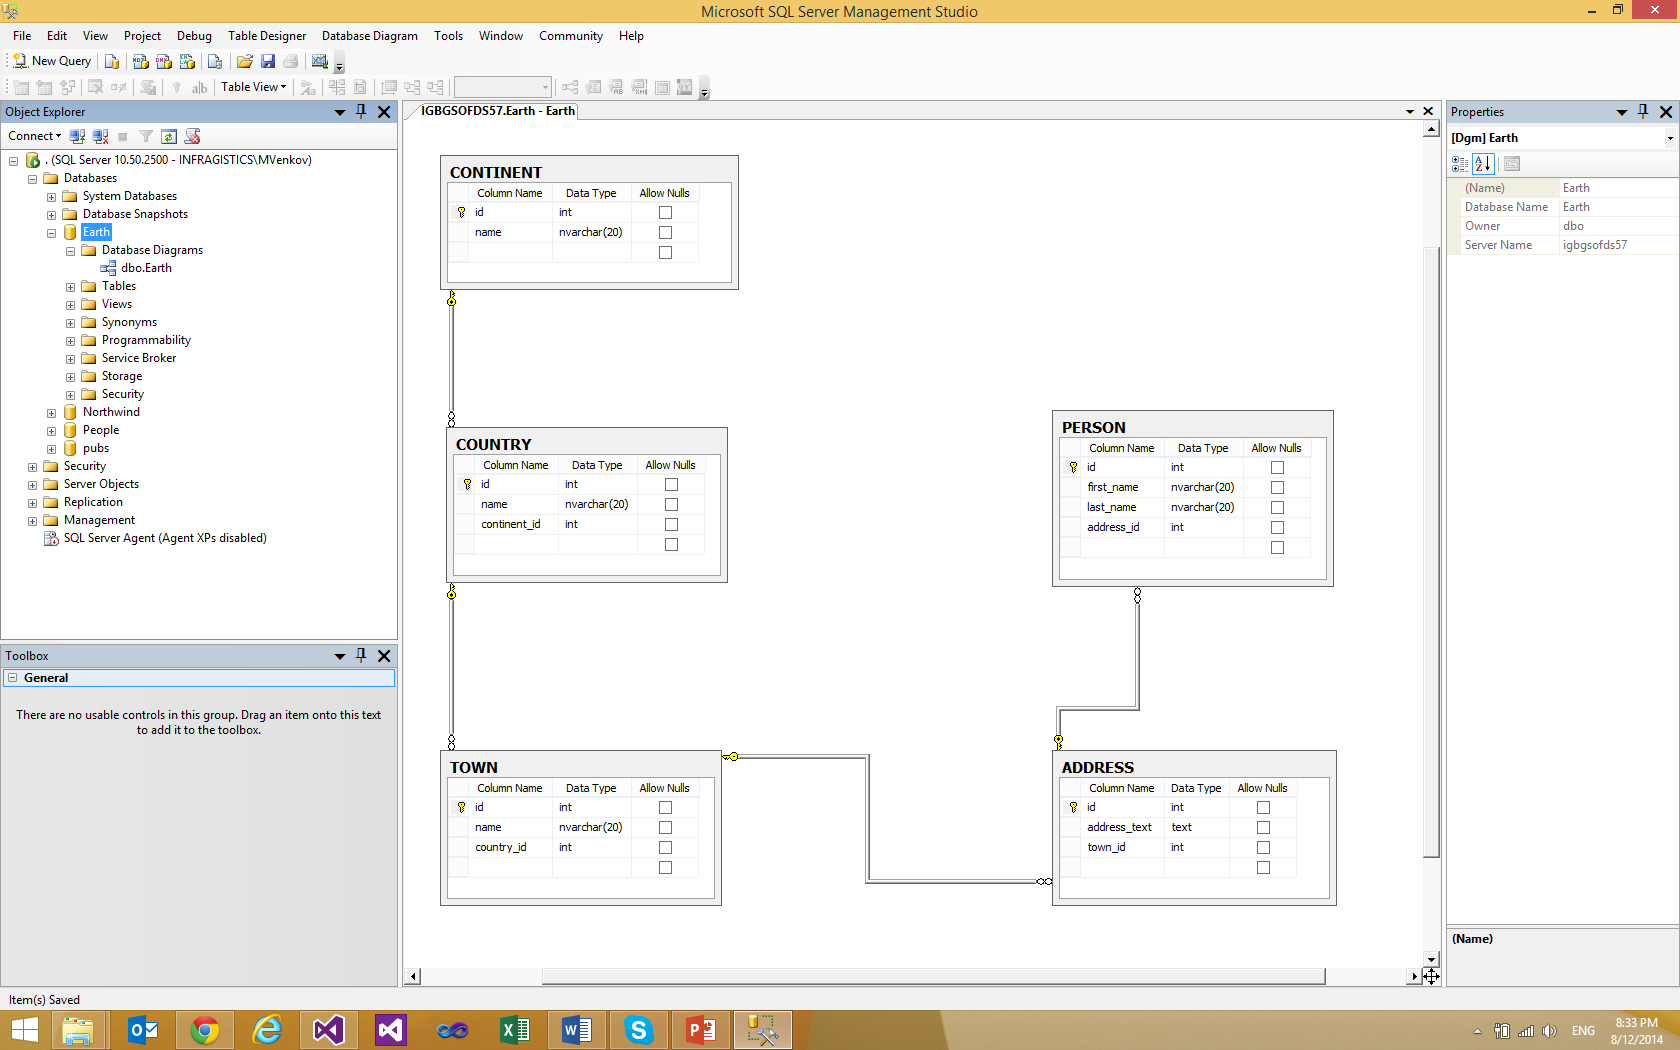 Microsoft SQL Server Management Studio
File Edit View Project Debug Table Designer Database Diagram Tools Window Community Help
New Query
Table View
Object Explorer
Connect
. (SQL Server 10.50.2500 - INFRAGISTICS\MVenkov)
Databases
System Databases
Database Snapshots
Earth
Database Diagrams
dbo.Earth
Tables
Views
Synonyms
Programmability
Service Broker
Storage
Security
Northwind
People
pubs
Security
Server Objects
Replication
Management
SQL Server Agent (Agent XPs disabled)
Toolbox
General
There are no usable controls in this group. Drag an item onto this text
to add it to the toolbox.
IGBGSOFDS57.Earth - Earth
CONTINENT
Column Name Data Type Allow Nulls
id int
name nvarchar(20)
COUNTRY
Column Name Data Type Allow Nulls
id int
name nvarchar(20)
continent_id int
PERSON
Column Name Data Type Allow Nulls
id int
first_name nvarchar(20)
last_name nvarchar(20)
address_id int
TOWN
Column Name Data Type Allow Nulls
id int
name nvarchar(20)
country_id int
ADDRESS
Column Name Data Type Allow Nulls
id int
address_text text
town_id int
Properties
[Dgm] Earth
(Name) Earth
Database Name Earth
Owner dbo
Server Name igbgsofds57
(Name)
Item(s) Saved
ENG
8:33 PM
8/12/2014